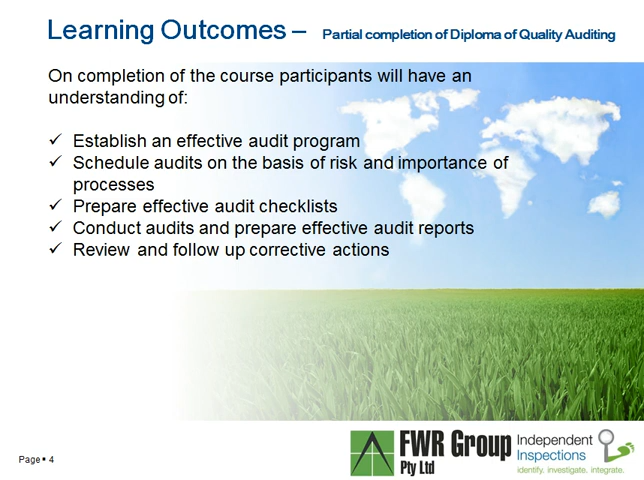 Learning Outcomes – Partial completion of Diploma of Quality Auditing
On completion of the course participants will have an
understanding of:
✓ Establish an effective audit program
✓ Schedule audits on the basis of risk and importance of
processes
✓ Prepare effective audit checklists
✓ Conduct audits and prepare effective audit reports
✓ Review and follow up corrective actions
Page ▪ 4
FWR Group
Pty Ltd
Independent
Inspections
identify. investigate. integrate.